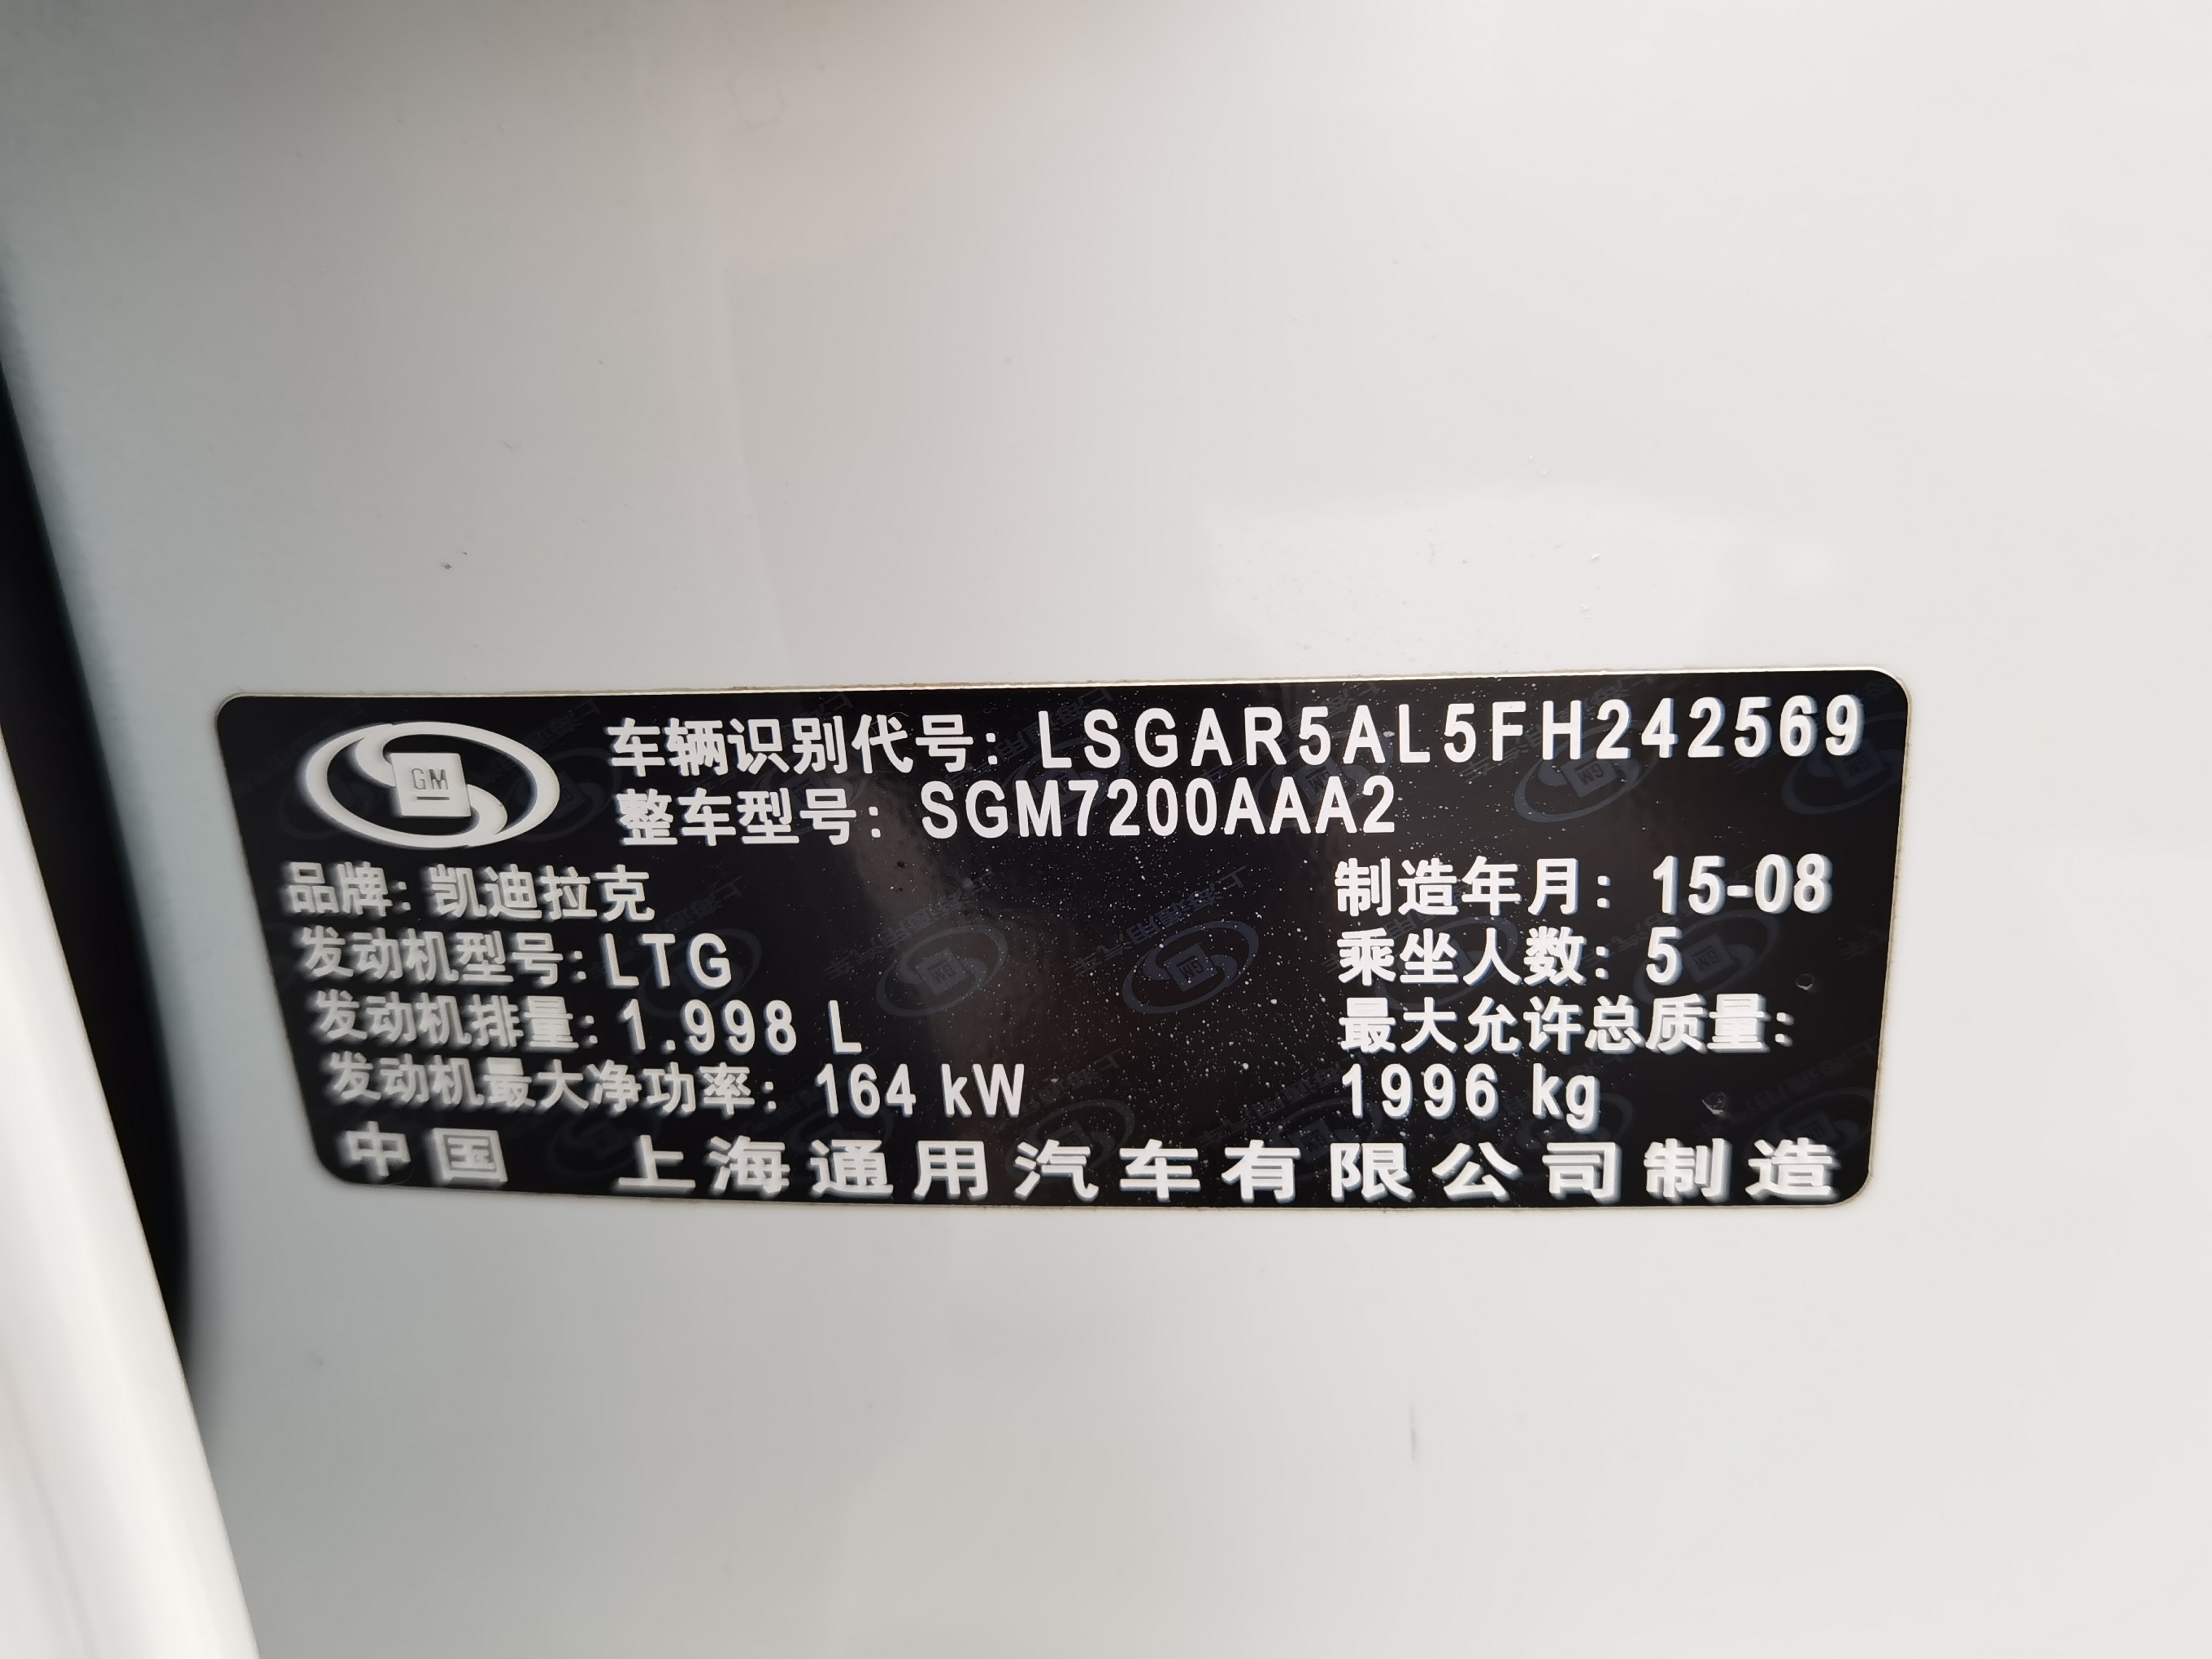 GM
车辆识别代号: LSGAR5AL5FH242569
整车型号: SGM7200AAA2
品牌: 凯迪拉克
制造年月: 15-08
发动机型号: LTG
乘坐人数: 5
发动机排量: 1.998 L
最大允许总质量:
发动机最大净功率: 164 kW
1996 kg
中国 上海通用汽车有限公司制造